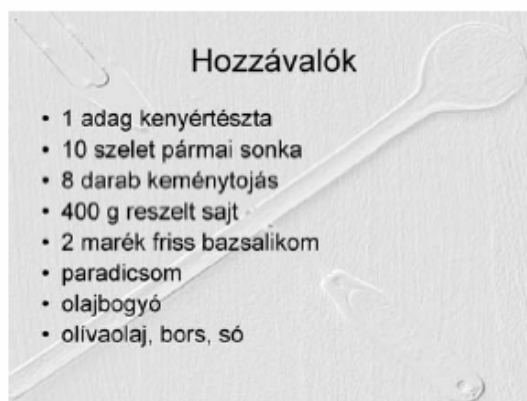 Hozzávalók
• 1 adag kenyértészta
• 10 szelet pármai sonka
• 8 darab keménytojás
• 400 g reszelt sajt
• 2 marék friss bazsalikom
• paradicsom
• olajbogyó
• olívaolaj, bors, só